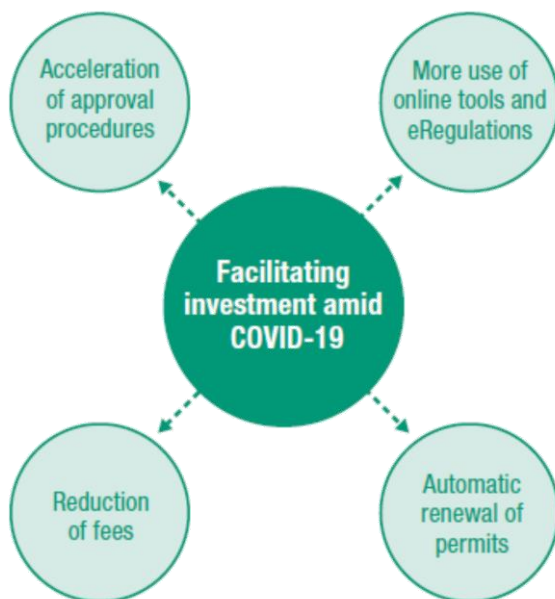 Acceleration
of approval
procedures
More use of
online tools and
eRegulations
Facilitating
investment amid
COVID-19
Reduction
of fees
Automatic
renewal of
permits